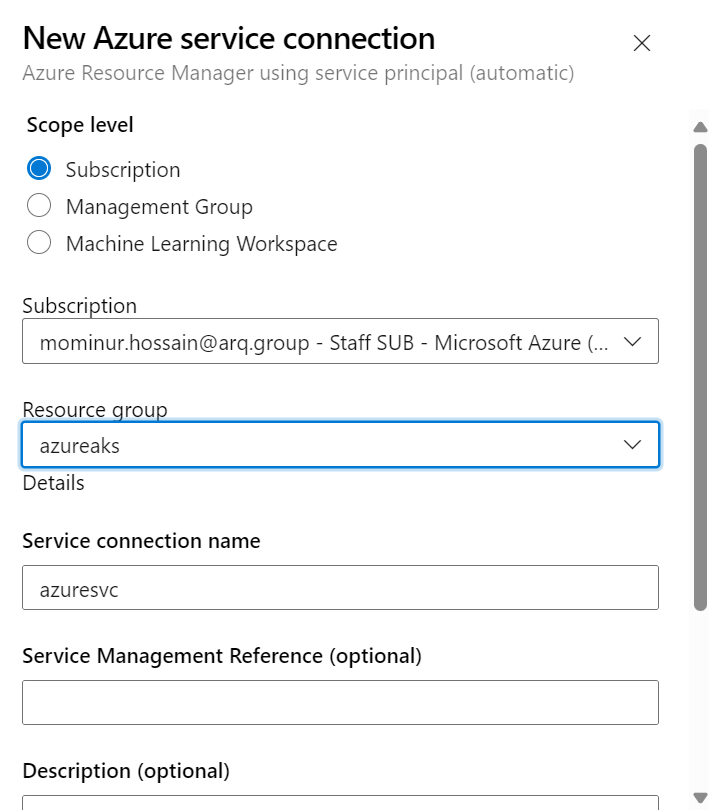 New Azure service connection
Azure Resource Manager using service principal (automatic)
Scope level
Subscription
Management Group
Machine Learning Workspace
Subscription
mominur.hossain@arq.group - Staff SUB - Microsoft Azure (...
Resource group
azureaks
Details
Service connection name
azuresvc
Service Management Reference (optional)
Description (optional)